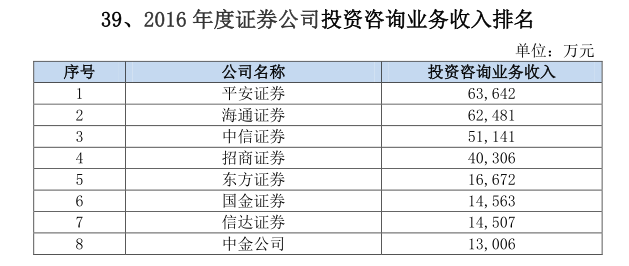 39、2016 年度证券公司投资咨询业务收入排名
单位：万元
序号 公司名称 投资咨询业务收入
1 平安证券 63,642
2 海通证券 62,481
3 中信证券 51,141
4 招商证券 40,306
5 东方证券 16,672
6 国金证券 14,563
7 信达证券 14,507
8 中金公司 13,006